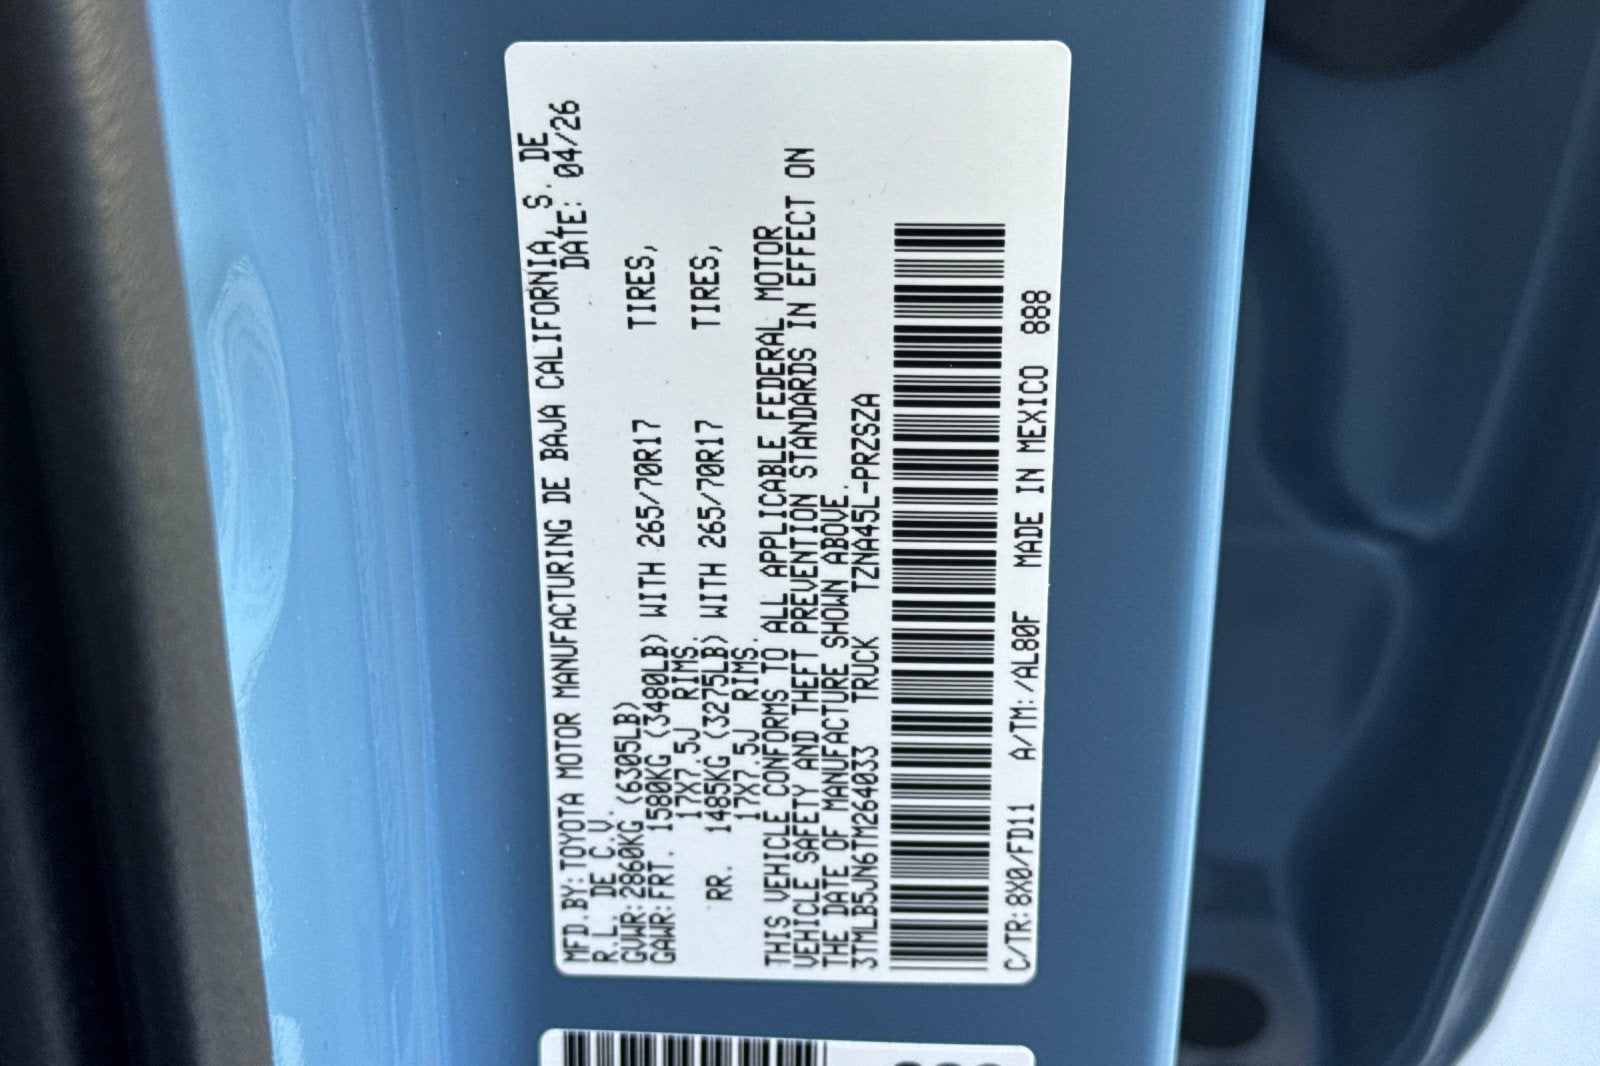 MFD.BY:TOYOTA MOTOR MANUFACTURING DE BAJA CALIFORNIA, S. DE
R.L. DE C.V. DATE: 04/26
GVWR:2860KG (6305LB)
GAWR:FRT. 1580KG (3480LB) WITH 265/70R17 TIRES,
17X7.5J RIMS.
RR. 1485KG (3275LB) WITH 265/70R17 TIRES,
17X7.5J RIMS.
THIS VEHICLE CONFORMS TO ALL APPLICABLE FEDERAL MOTOR
VEHICLE SAFETY AND THEFT PREVENTION STANDARDS IN EFFECT ON
THE DATE OF MANUFACTURE SHOWN ABOVE.
3TMLB5JN6TM264033 TRUCK TZNA45L-PRZSZA
C/TR:8X0/FD11 A/TM:/AL80F MADE IN MEXICO 888